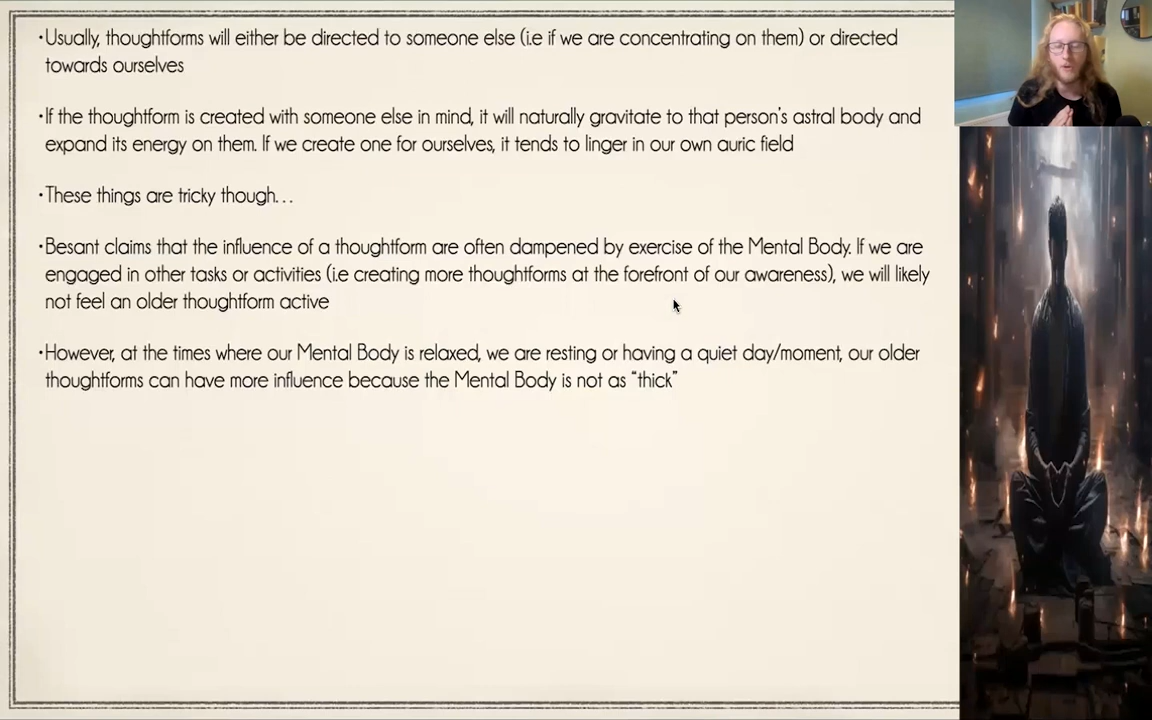 •Usually, thoughtforms will either be directed to someone else (i.e if we are concentrating on them) or directed
towards ourselves
•If the thoughtform is created with someone else in mind, it will naturally gravitate to that person's astral body and
expand its energy on them. If we create one for ourselves, it tends to linger in our own auric field
•These things are tricky though...
•Besant claims that the influence of a thoughtform are often dampened by exercise of the Mental Body. If we are
engaged in other tasks or activities (i.e creating more thoughtforms at the forefront of our awareness), we will likely
not feel an older thoughtform active
•However, at the times where our Mental Body is relaxed, we are resting or having a quiet day/moment, our older
thoughtforms can have more influence because the Mental Body is not as “thick”